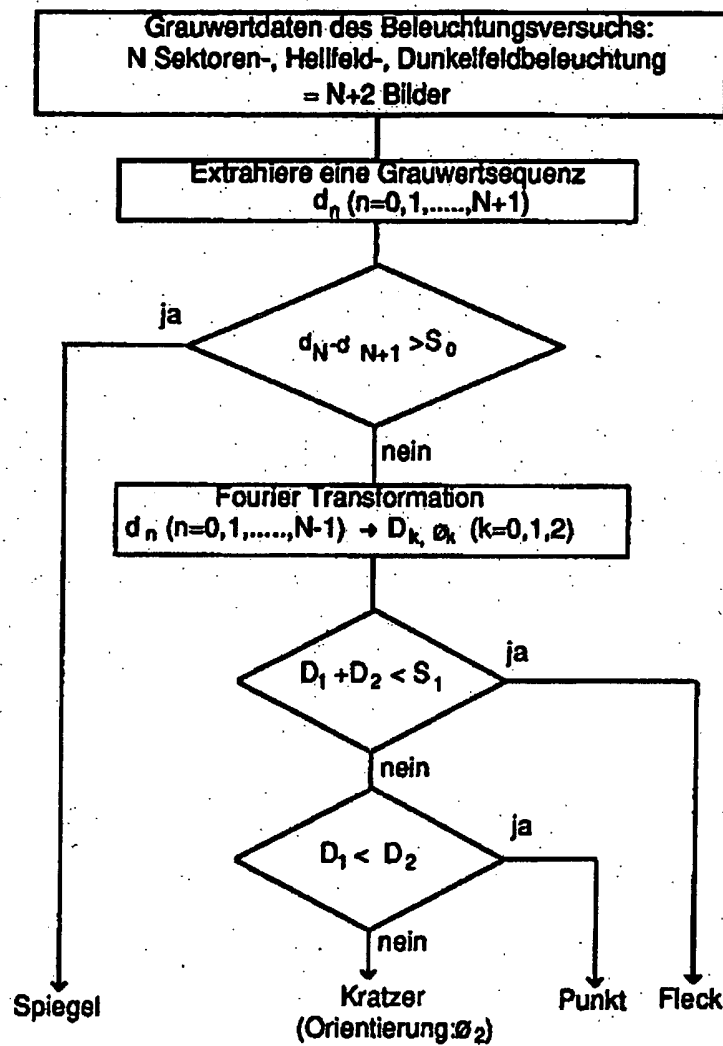 Grauwertdaten des Beleuchtungsversuchs:
N Sektoren-, Hellfeld-, Dunkelfeldbeleuchtung
= N+2 Bilder
Extrahiere eine Grauwertsequenz
d_n (n=0,1,.....,N+1)
ja
d_N-d_N+1 >S_0
nein
Fourier Transformation
d_n (n=0,1,.....,N-1) → D_k, ø_k (k=0,1,2)
D_1 +D_2 < S_1
ja
nein
D_1 < D_2
ja
nein
Spiegel
Kratzer
(Orientierung:ø_2)
Punkt
Fleck